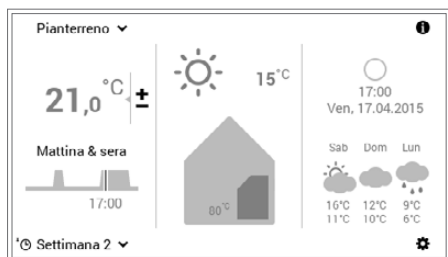 Pianterreno
21,0 °C ±
Mattina & sera
17:00
Settimana 2
15°C
80°C
17:00
Ven, 17.04.2015
Sab Dom Lun
16°C 12°C 9°C
11°C 10°C 6°C